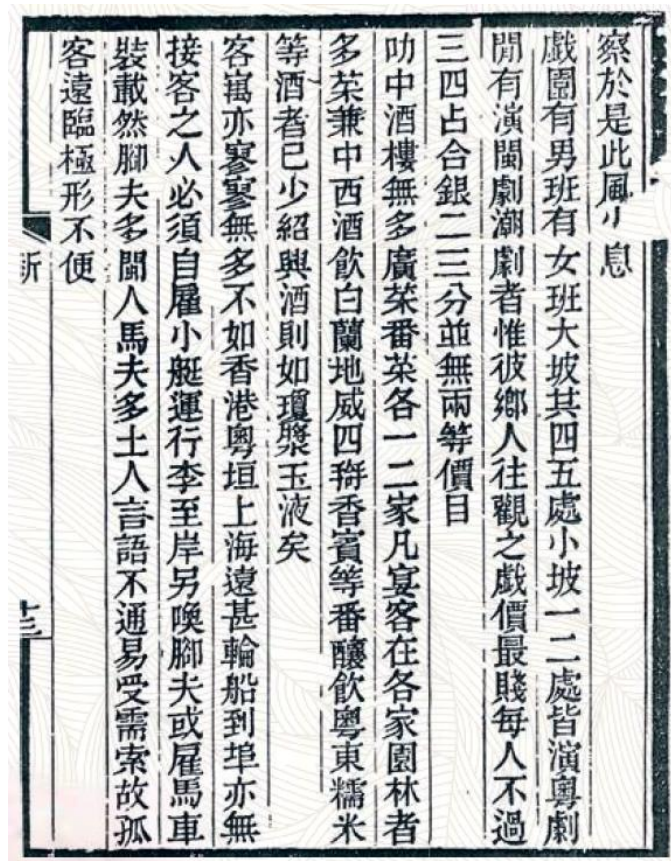 察於是此風小息
戲園有男班有女班大坡共四五處小坡一二處皆演粵劇
閒有演閩劇潮劇者惟彼鄉人往觀之戲價最賤每人不過
三四占合銀二三分並無兩等價目
叻中酒樓無多廣菜番菜各一二家凡宴客在各家園林者
多菜兼中西酒飲白蘭地威四㪐香賓等番釀飲粵東糯米
等酒者已少紹興酒則如瓊漿玉液矣
客寓亦寥寥無多不如香港粵垣上海遠甚輪船到埠亦無
接客之人必須自雇小艇運行李至岸另喚腳夫或雇馬車
裝載然腳夫多閩人馬夫多土人言語不通易受需索故孤
客遠臨極形不便
新
十三